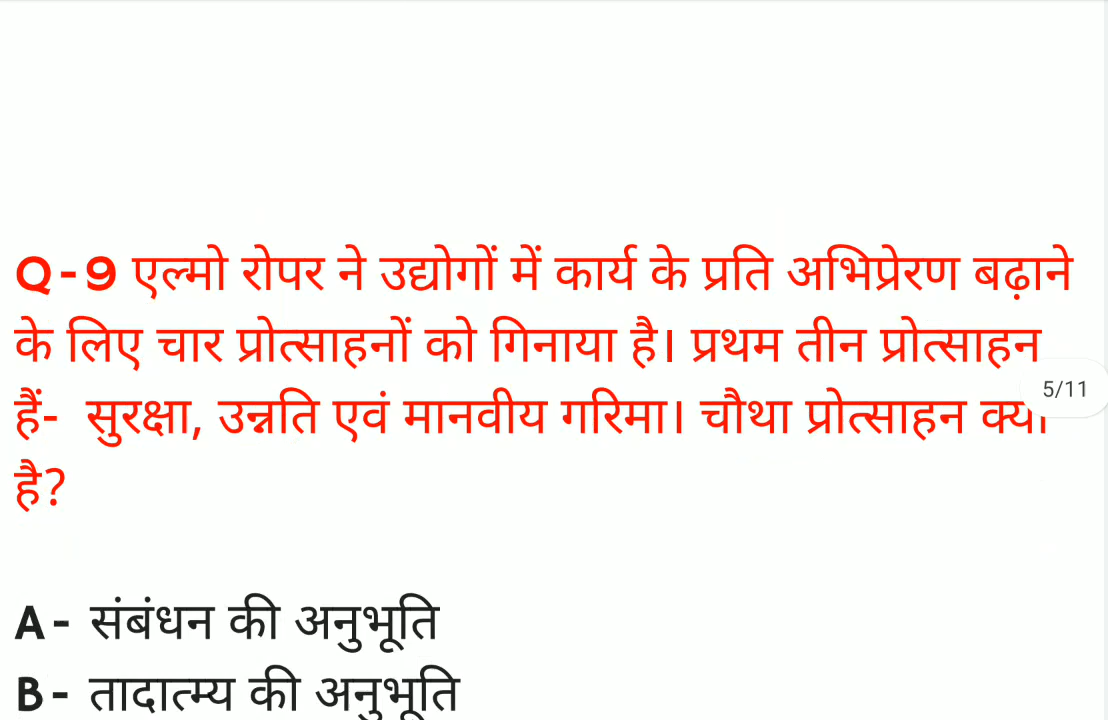 Q-9 एल्मो रोपर ने उद्योगों में कार्य के प्रति अभिप्रेरण बढ़ाने
के लिए चार प्रोत्साहनों को गिनाया है। प्रथम तीन प्रोत्साहन
5/11
हैं- सुरक्षा, उन्नति एवं मानवीय गरिमा। चौथा प्रोत्साहन क्या
है?
A- संबंधन की अनुभूति
B- तादात्म्य की अनुभूति